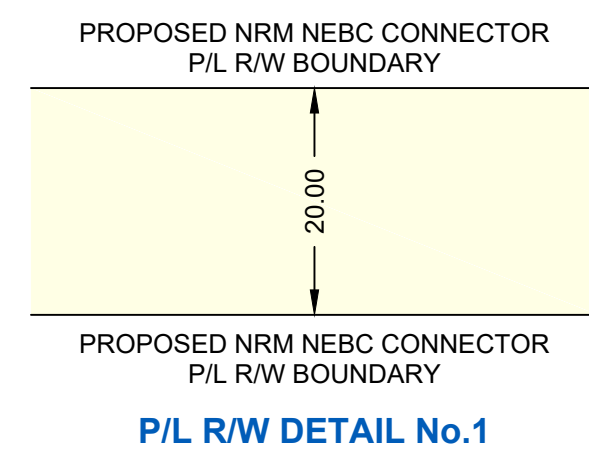 PROPOSED NRM NEBC CONNECTOR
P/L R/W BOUNDARY
20.00
PROPOSED NRM NEBC CONNECTOR
P/L R/W BOUNDARY
P/L R/W DETAIL No.1